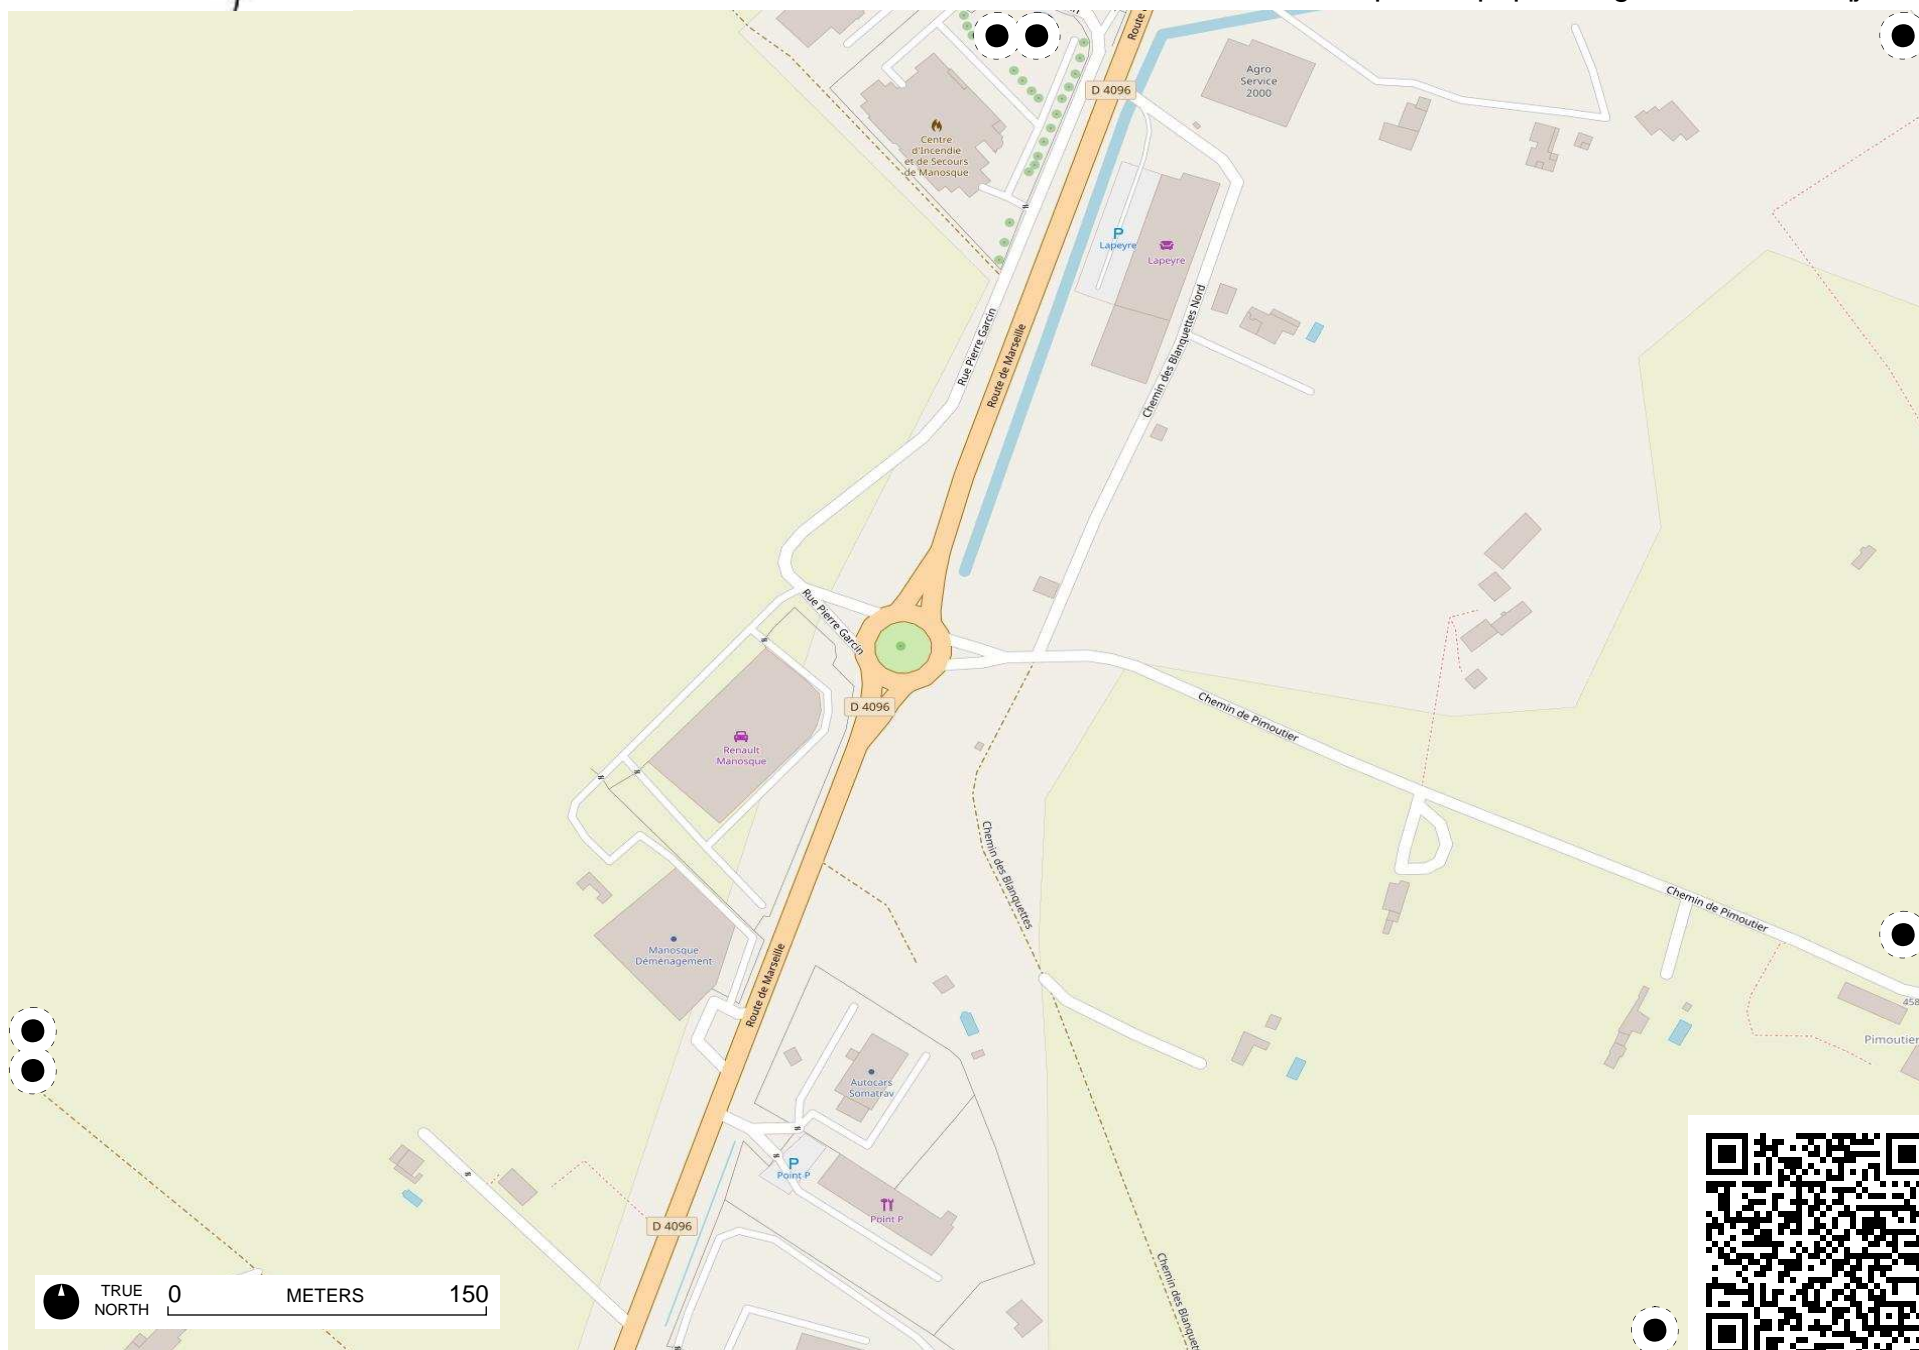 Route
D 4096
Agro
Service
2000
Centre
d'Incendie
et de Secours
de Manosque
P
Lapeyre
Lapeyre
Rue Pierre Garcin
Route de Marseille
Chemin des Blanquettes Nord
Rue Pierre Garcin
D 4096
Chemin de Pimoutier
Renault
Manosque
Chemin des Blanquettes
Chemin de Pimoutier
Manosque
Déménagement
Route de Marseille
458
Pimoutier
Autocars
Somatrav
P
Point P
Point P
D 4096
Chemin des Blanquet
TRUE
NORTH
0 METERS 150